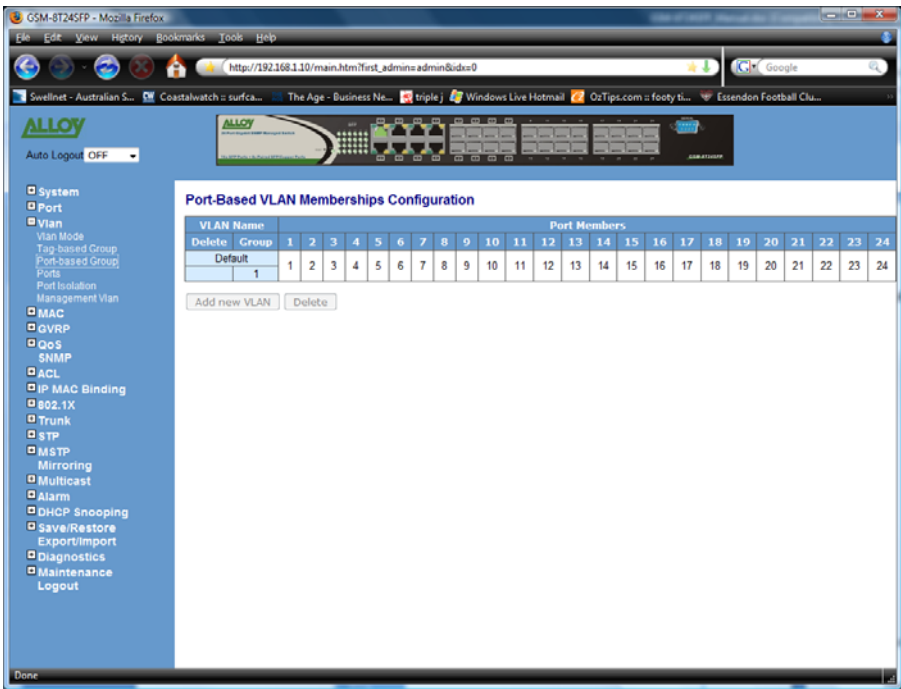 GSM-8T24SFP - Mozilla Firefox
File Edit View History Bookmarks Tools Help
http://192.168.1.10/main.htm?first_admin=admin&idx=0
Google
Swellnet - Australian S... Coastalwatch :: surfca... The Age - Business Ne... triple j Windows Live Hotmail OzTips.com :: footy ti... Essendon Football Clu...
ALLOY
ALLOY
Auto Logout OFF
System
Port
Vlan
Vlan Mode
Tag-based Group
Port-based Group
Ports
Port Isolation
Management Vlan
MAC
GVRP
QoS
SNMP
ACL
IP MAC Binding
802.1X
Trunk
STP
MSTP
Mirroring
Multicast
Alarm
DHCP Snooping
Save/Restore
Export/Import
Diagnostics
Maintenance
Logout
Port-Based VLAN Memberships Configuration
VLAN Name Port Members
Delete Group 1 2 3 4 5 6 7 8 9 10 11 12 13 14 15 16 17 18 19 20 21 22 23 24
Default
1 1 2 3 4 5 6 7 8 9 10 11 12 13 14 15 16 17 18 19 20 21 22 23 24
Add new VLAN Delete
Done